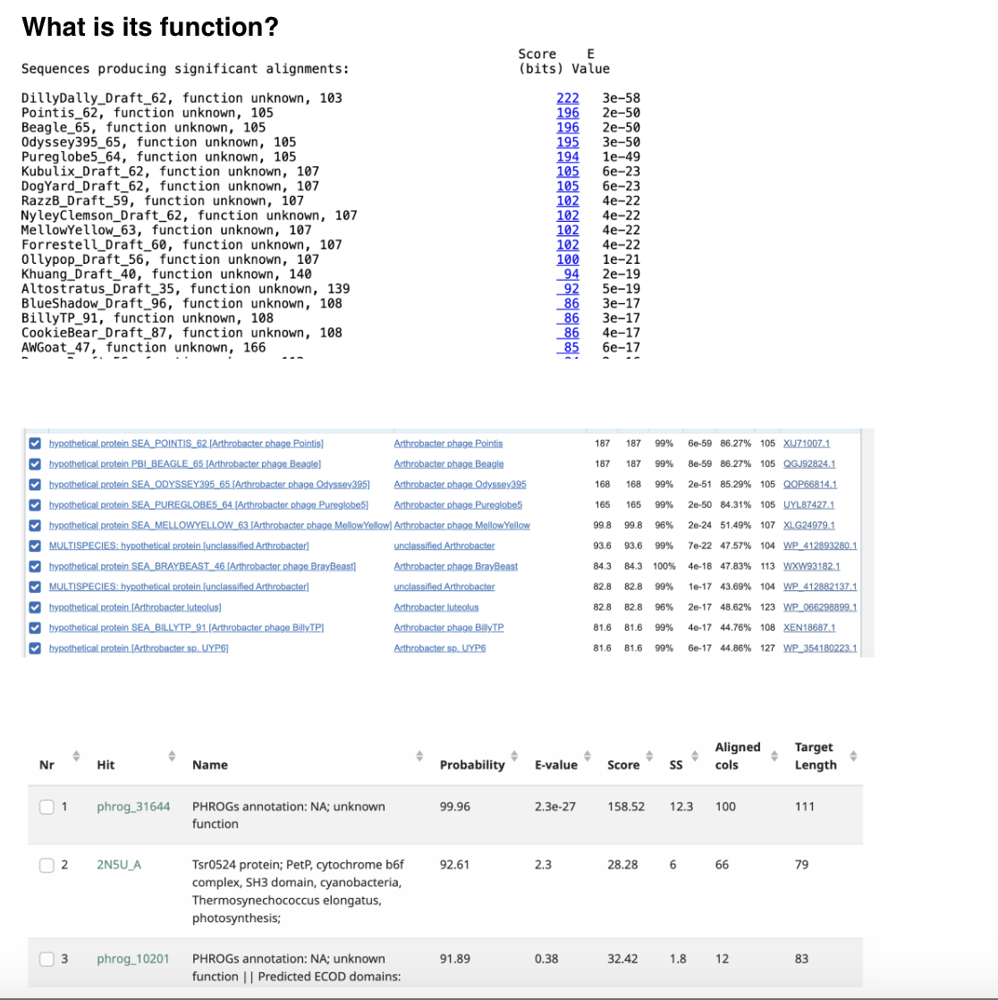 What is its function?
Score E
Sequences producing significant alignments: (bits) Value
DillyDally_Draft_62, function unknown, 103 222 3e-58
Pointis_62, function unknown, 105 196 2e-50
Beagle_65, function unknown, 105 196 2e-50
Odyssey395_65, function unknown, 105 195 3e-50
Pureglobe5_64, function unknown, 105 194 1e-49
Kubulix_Draft_62, function unknown, 107 105 6e-23
DogYard_Draft_62, function unknown, 107 105 6e-23
RazzB_Draft_59, function unknown, 107 102 4e-22
NyleyClemson_Draft_62, function unknown, 107 102 4e-22
MellowYellow_63, function unknown, 107 102 4e-22
Forrestell_Draft_60, function unknown, 107 102 4e-22
Ollypop_Draft_56, function unknown, 107 100 1e-21
Khuang_Draft_40, function unknown, 140 94 2e-19
Altostratus_Draft_35, function unknown, 139 92 5e-19
BlueShadow_Draft_96, function unknown, 108 86 3e-17
BillyTP_91, function unknown, 108 86 3e-17
CookieBear_Draft_87, function unknown, 108 86 4e-17
AWGoat_47, function unknown, 166 85 6e-17
hypothetical protein SEA_POINTIS_62 [Arthrobacter phage Pointis] Arthrobacter phage Pointis 187 187 99% 6e-59 86.27% 105 XIJ71007.1
hypothetical protein PBI_BEAGLE_65 [Arthrobacter phage Beagle] Arthrobacter phage Beagle 187 187 99% 8e-59 86.27% 105 QGJ92824.1
hypothetical protein SEA_ODYSSEY395_65 [Arthrobacter phage Odyssey395] Arthrobacter phage Odyssey395 168 168 99% 2e-51 85.29% 105 QOP66814.1
hypothetical protein SEA_PUREGLOBE5_64 [Arthrobacter phage Pureglobe5] Arthrobacter phage Pureglobe5 165 165 99% 2e-50 84.31% 105 UYL87427.1
hypothetical protein SEA_MELLOWYELLOW_63 [Arthrobacter phage MellowYellow] Arthrobacter phage MellowYellow 99.8 99.8 96% 2e-24 51.49% 107 XLG24979.1
MULTISPECIES: hypothetical protein [unclassified Arthrobacter] unclassified Arthrobacter 93.6 93.6 99% 7e-22 47.57% 104 WP_412893280.1
hypothetical protein SEA_BRAYBEAST_46 [Arthrobacter phage BrayBeast] Arthrobacter phage BrayBeast 84.3 84.3 100% 4e-18 47.83% 113 WXW93182.1
MULTISPECIES: hypothetical protein [unclassified Arthrobacter] unclassified Arthrobacter 82.8 82.8 99% 1e-17 43.69% 104 WP_412882137.1
hypothetical protein [Arthrobacter luteolus] Arthrobacter luteolus 82.8 82.8 96% 2e-17 48.62% 123 WP_066298899.1
hypothetical protein SEA_BILLYTP_91 [Arthrobacter phage BillyTP] Arthrobacter phage BillyTP 81.6 81.6 99% 4e-17 44.76% 108 XEN18687.1
hypothetical protein [Arthrobacter sp. UYP6] Arthrobacter sp. UYP6 81.6 81.6 99% 6e-17 44.86% 127 WP_354180223.1
Nr Hit Name Probability E-value Score SS Aligned cols Target Length
1 phrog_31644 PHROGs annotation: NA; unknown 99.96 2.3e-27 158.52 12.3 100 111
function
2 2N5U_A Tsr0524 protein; PetP, cytochrome b6f 92.61 2.3 28.28 6 66 79
complex, SH3 domain, cyanobacteria,
Thermosynechococcus elongatus,
photosynthesis;
3 phrog_10201 PHROGs annotation: NA; unknown 91.89 0.38 32.42 1.8 12 83
function || Predicted ECOD domains: